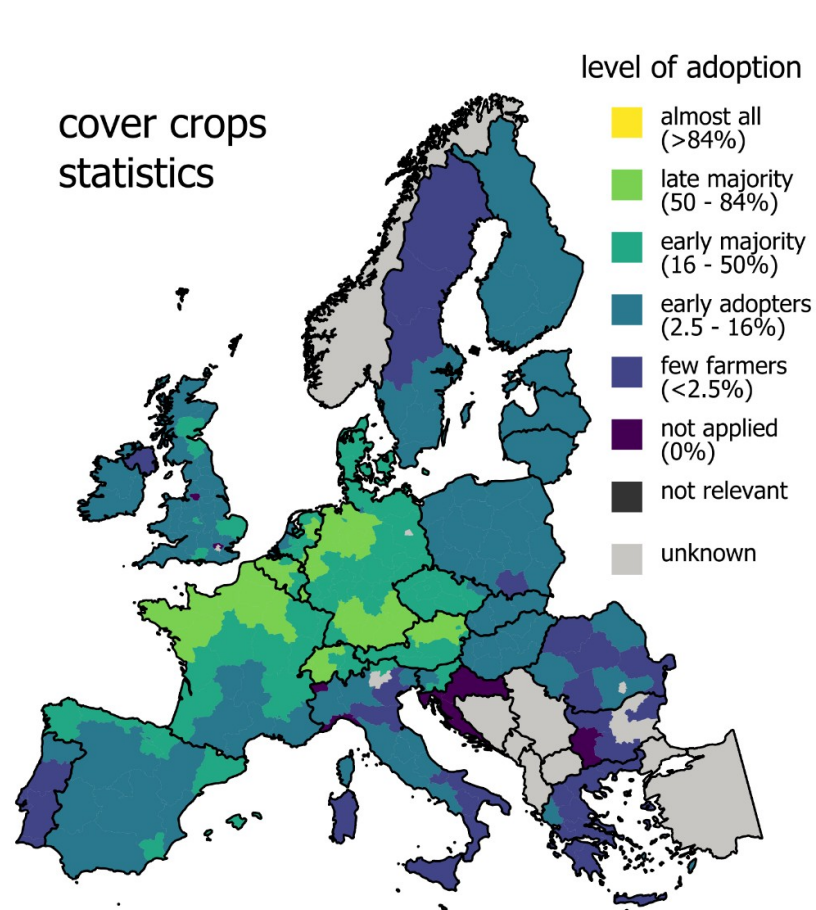 cover crops
statistics
level of adoption
almost all
(>84%)
late majority
(50 - 84%)
early majority
(16 - 50%)
early adopters
(2.5 - 16%)
few farmers
(<2.5%)
not applied
(0%)
not relevant
unknown